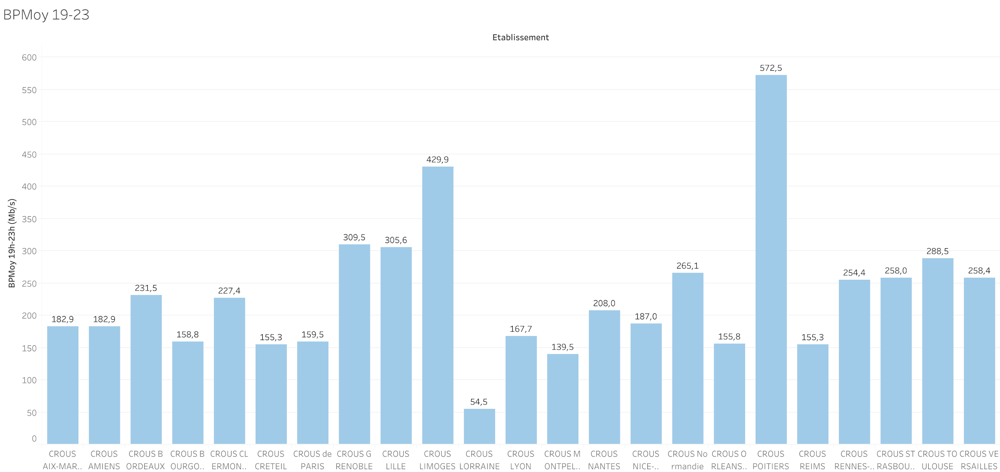 BPMoy 19-23
Etablissement
BPMoy 19h-23h (Mb/s)
600
550
500
450
400
350
300
250
200
150
100
50
0
182,9
182,9
231,5
158,8
227,4
155,3
159,5
309,5
305,6
429,9
54,5
167,7
139,5
208,0
187,0
265,1
155,8
572,5
155,3
254,4
258,0
288,5
258,4
CROUS
AIX-MAR..
CROUS
AMIENS
CROUS B
ORDEAUX
CROUS B
OURGO..
CROUS CL
ERMON..
CROUS
CRETEIL
CROUS de
PARIS
CROUS G
RENOBLE
CROUS
LILLE
CROUS
LIMOGES
CROUS
LORRAINE
CROUS
LYON
CROUS M
ONTPEL..
CROUS
NANTES
CROUS
NICE-..
CROUS No
rmandie
CROUS O
RLEANS..
CROUS
POITIERS
CROUS
REIMS
CROUS
RENNES-..
CROUS ST
RASBOU..
CROUS TO
ULOUSE
CROUS VE
RSAILLES